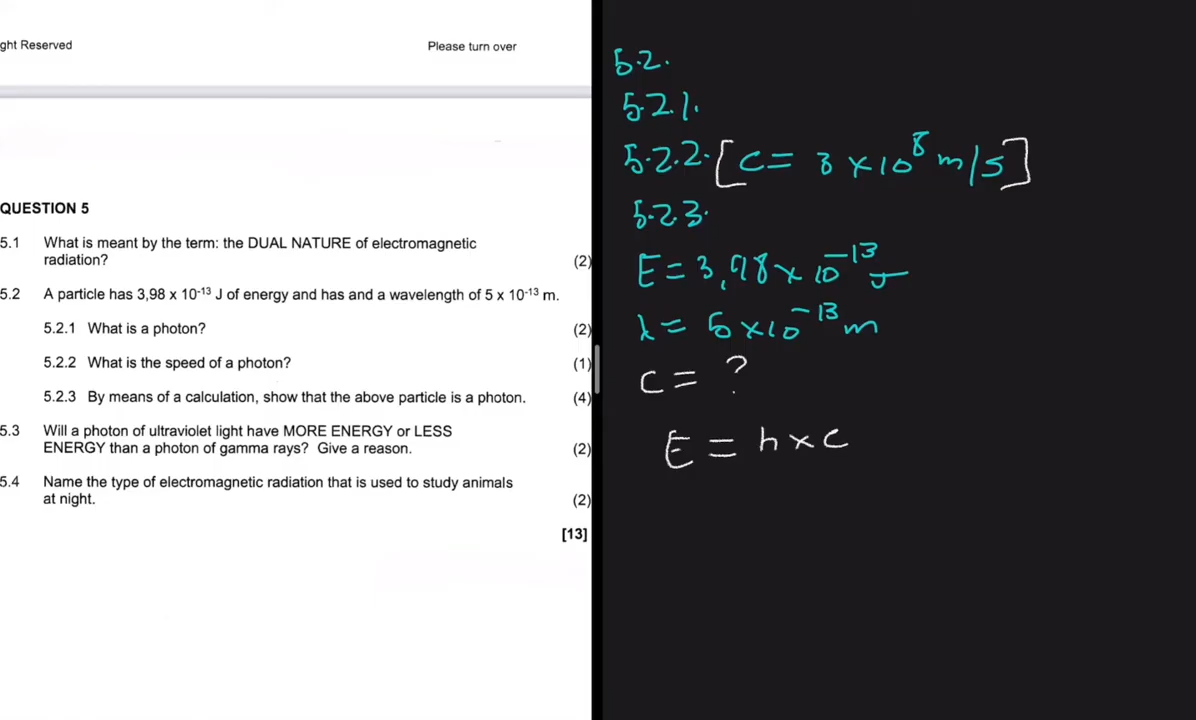 ght Reserved
Please turn over
QUESTION 5
5.1 What is meant by the term: the DUAL NATURE of electromagnetic
radiation? (2)
5.2 A particle has 3,98 x 10⁻¹³ J of energy and has and a wavelength of 5 x 10⁻¹³ m.
5.2.1 What is a photon? (2)
5.2.2 What is the speed of a photon? (1)
5.2.3 By means of a calculation, show that the above particle is a photon. (4)
5.3 Will a photon of ultraviolet light have MORE ENERGY or LESS
ENERGY than a photon of gamma rays? Give a reason. (2)
5.4 Name the type of electromagnetic radiation that is used to study animals
at night. (2)
[13]
5.2.
5.2.1.
5.2.2. [c = 3 × 10⁸ m/s]
5.2.3.
E = 3,98 × 10⁻¹³ J
λ = 5 × 10⁻¹³ m
c = ?
E = h × c